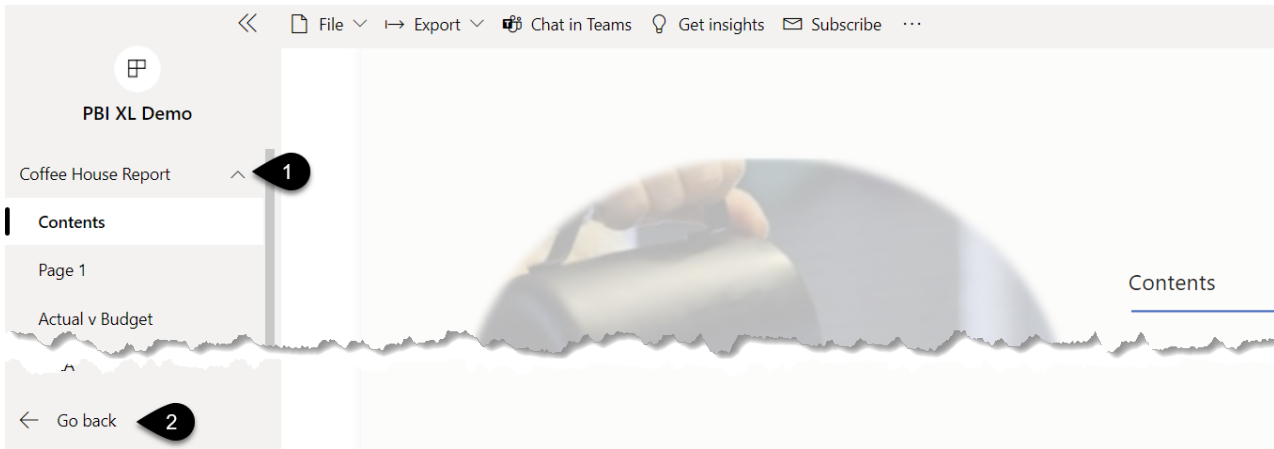 File Export Chat in Teams Get insights Subscribe ...
PBI XL Demo
Coffee House Report 1
Contents
Page 1
Contents
Actual v Budget
Go back 2